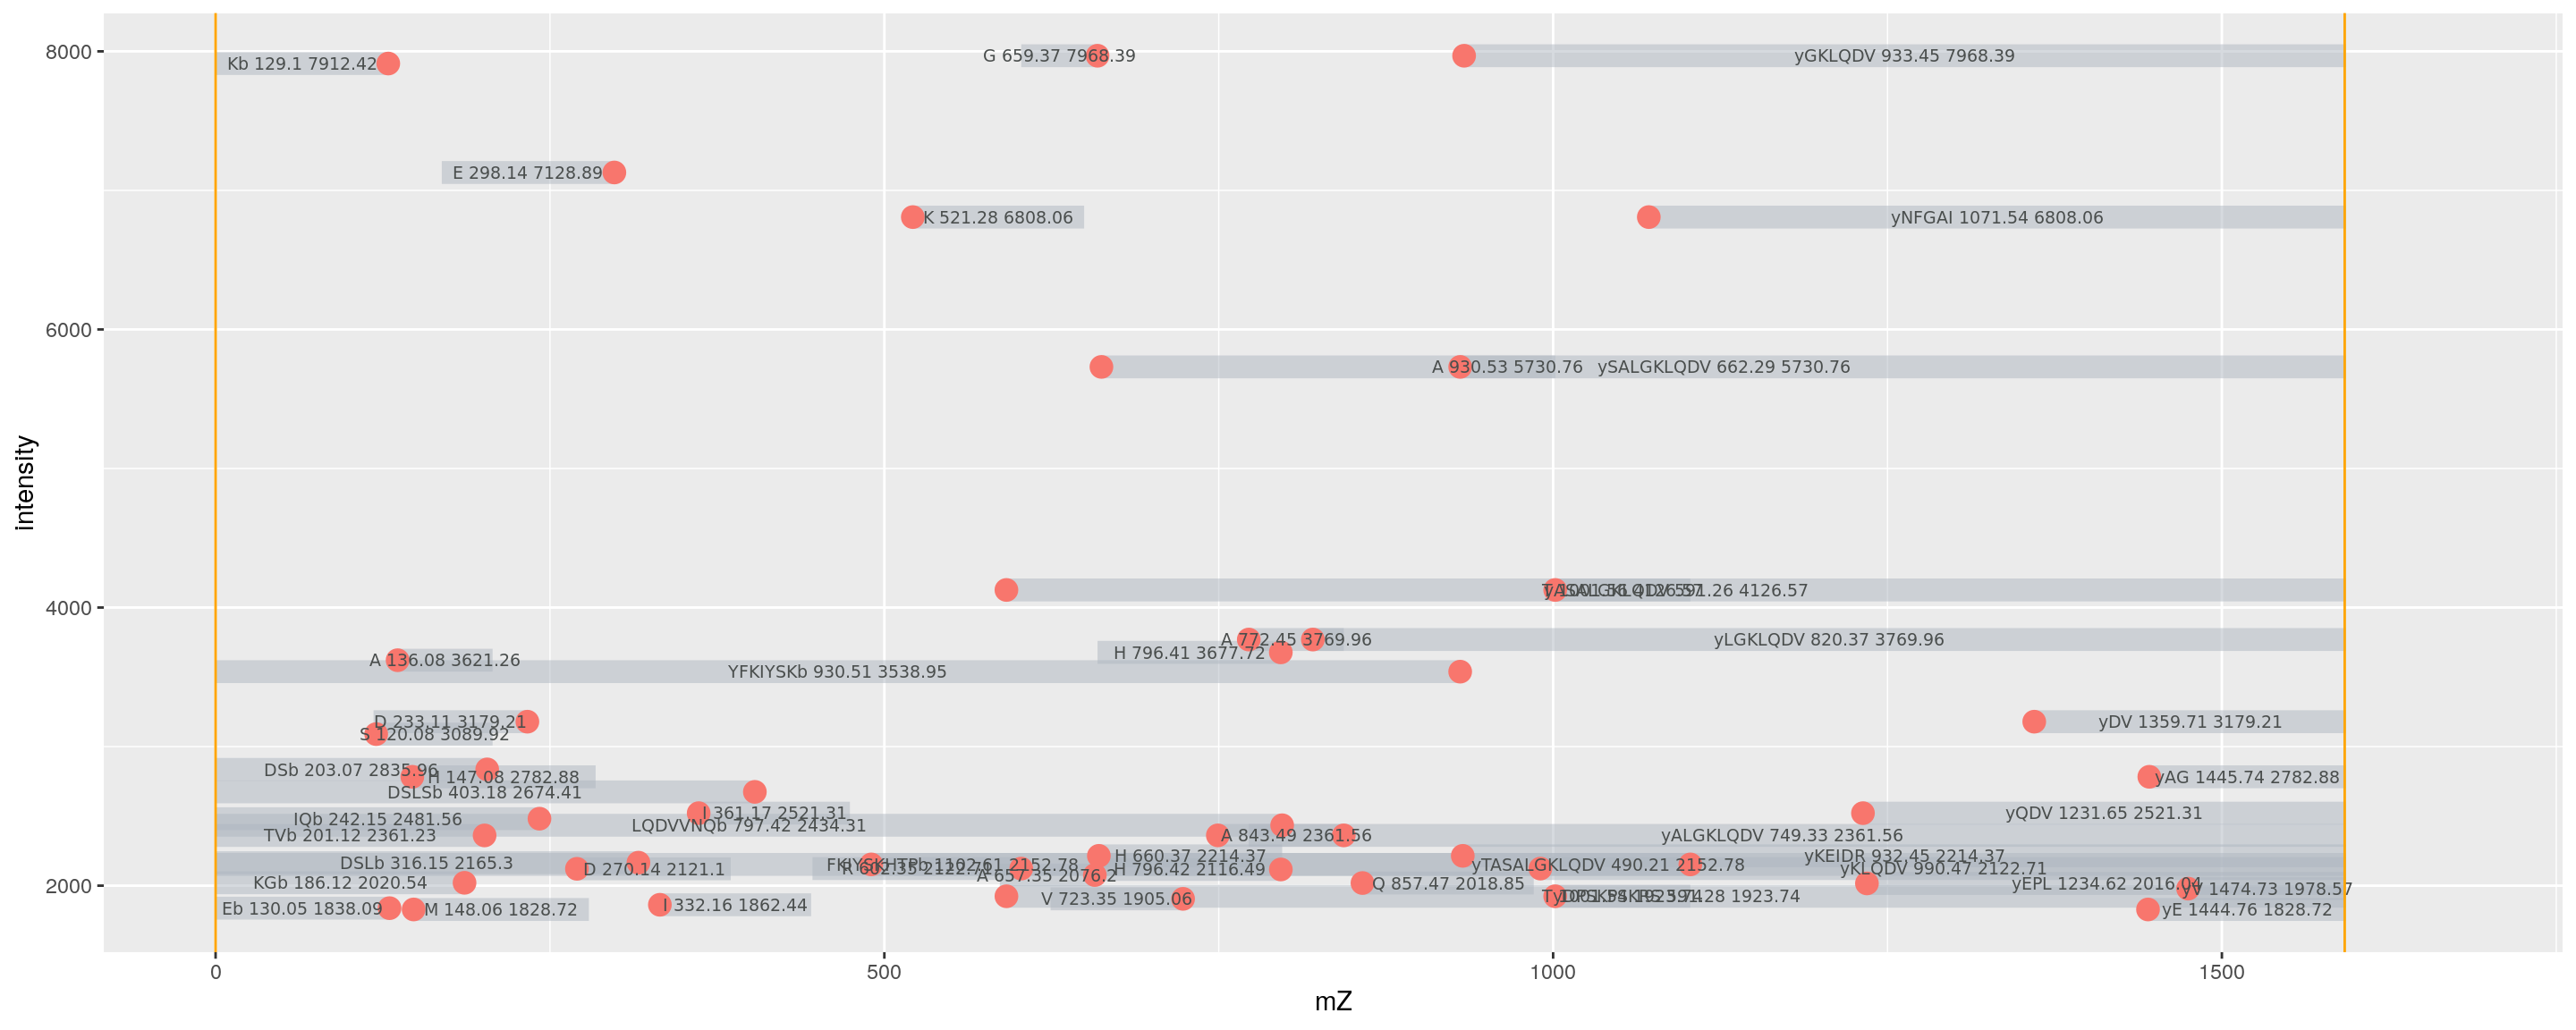 8000
6000
4000
2000
intensity
Kb 129.1 7912.42
G 659.37 7968.39
yGKLQDV 933.45 7968.39
E 298.14 7128.89
K 521.28 6808.06
yNFGAI 1071.54 6808.06
A 930.53 5730.76
ySALGKLQDV 662.29 5730.76
A 772.45 3769.96
yLGKLQDV 820.37 3769.96
H 796.41 3677.72
A 136.08 3621.26
YFKIYSKb 930.51 3538.95
D 233.11 3179.21
yDV 1359.71 3179.21
S 120.08 3089.92
DSb 203.07 2835.96
H 147.08 2782.88
yAG 1445.74 2782.88
DSLSb 403.18 2674.41
I 361.17 2521.31
yQDV 1231.65 2521.31
IQb 242.15 2481.56
LQDVVNQb 797.42 2434.31
TVb 201.12 2361.23
A 843.49 2361.56
yALGKLQDV 749.33 2361.56
H 660.37 2214.37
yKEIDR 932.45 2214.37
DSLb 316.15 2165.3
FKIYSKHTPb 1102.61 2152.78
yTASALGKLQDV 490.21 2152.78
D 270.14 2121.1
H 796.42 2116.49
yKLQDV 990.47 2122.71
A 657.35 2076.2
KGb 186.12 2020.54
Q 857.47 2018.85
yEPL 1234.62 2016.04
yV 1474.73 1978.57
V 723.35 1905.06
I 332.16 1862.44
Eb 130.05 1838.09
M 148.06 1828.72
yE 1444.76 1828.72
0
500
1000
1500
mZ